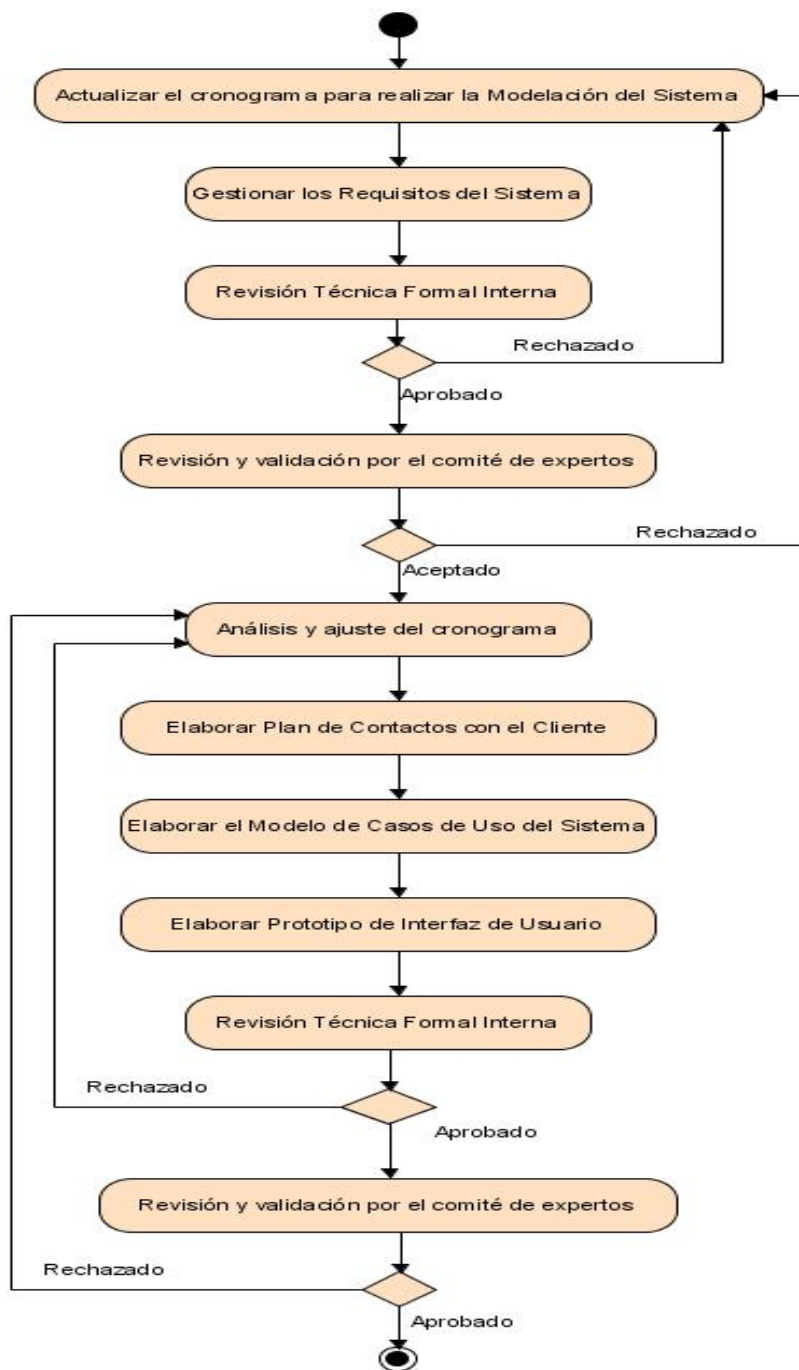 Actualizar el cronograma para realizar la Modelación del Sistema
Gestionar los Requisitos del Sistema
Revisión Técnica Formal Interna
Rechazado
Aprobado
Revisión y validación por el comité de expertos
Rechazado
Aceptado
Análisis y ajuste del cronograma
Elaborar Plan de Contactos con el Cliente
Elaborar el Modelo de Casos de Uso del Sistema
Elaborar Prototipo de Interfaz de Usuario
Revisión Técnica Formal Interna
Rechazado
Aprobado
Revisión y validación por el comité de expertos
Rechazado
Aprobado